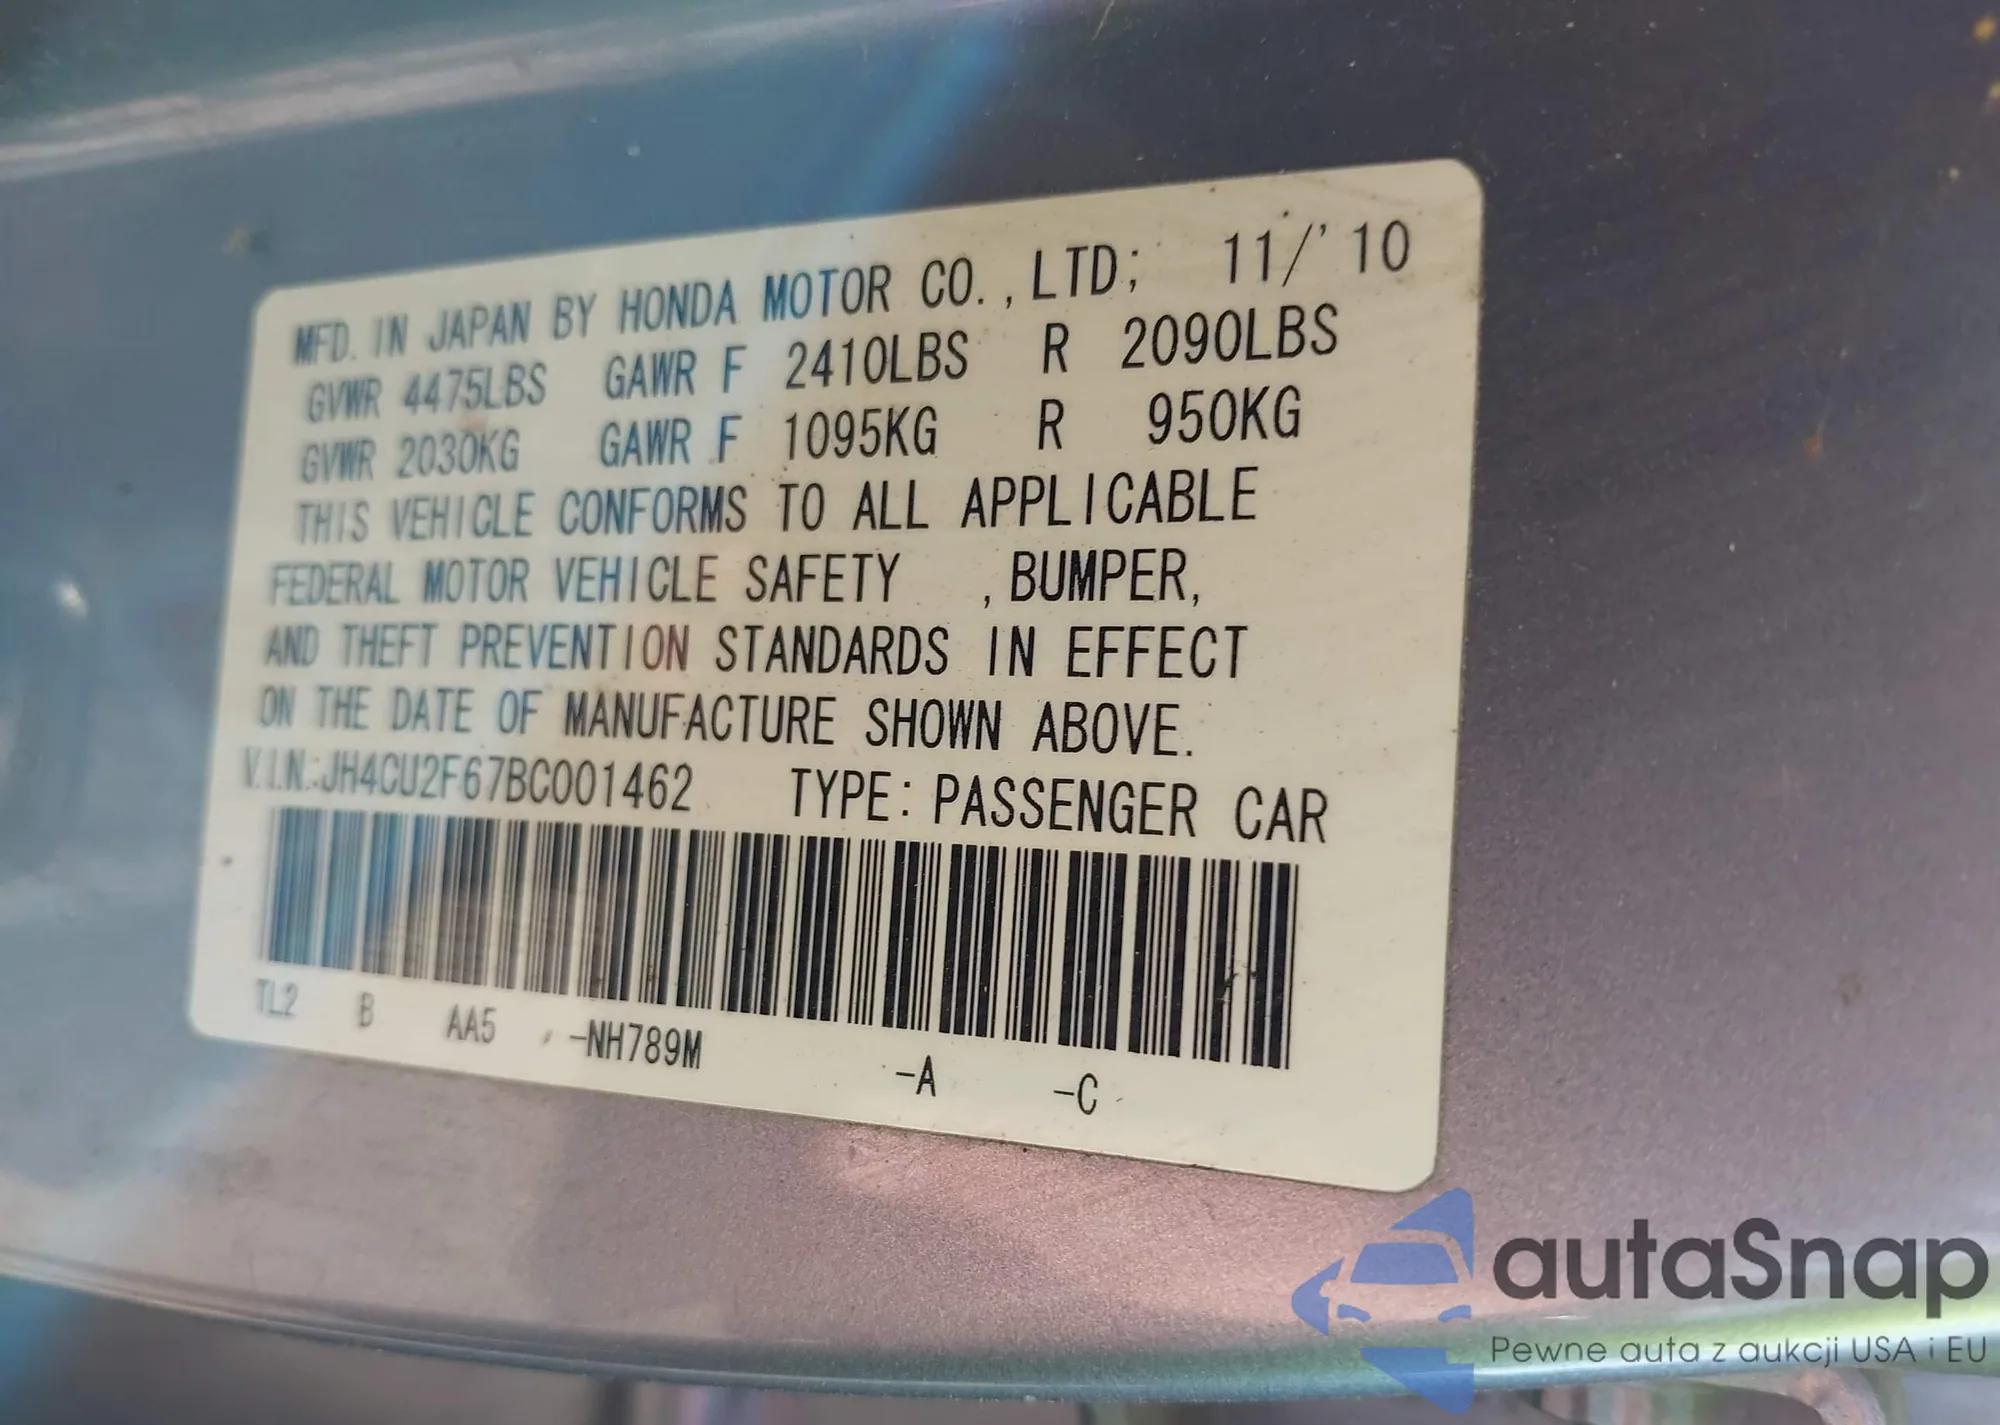 MFD. IN JAPAN BY HONDA MOTOR CO.,LTD; 11/'10
GVWR 4475LBS GAWR F 2410LBS R 2090LBS
GVWR 2030KG GAWR F 1095KG R 950KG
THIS VEHICLE CONFORMS TO ALL APPLICABLE
FEDERAL MOTOR VEHICLE SAFETY ,BUMPER,
AND THEFT PREVENTION STANDARDS IN EFFECT
ON THE DATE OF MANUFACTURE SHOWN ABOVE.
V.I.N.:JH4CU2F67BC001462 TYPE: PASSENGER CAR
TL2 B AA5 -NH789M -A -C
autaSnap
Pewne auta z aukcji USA i EU